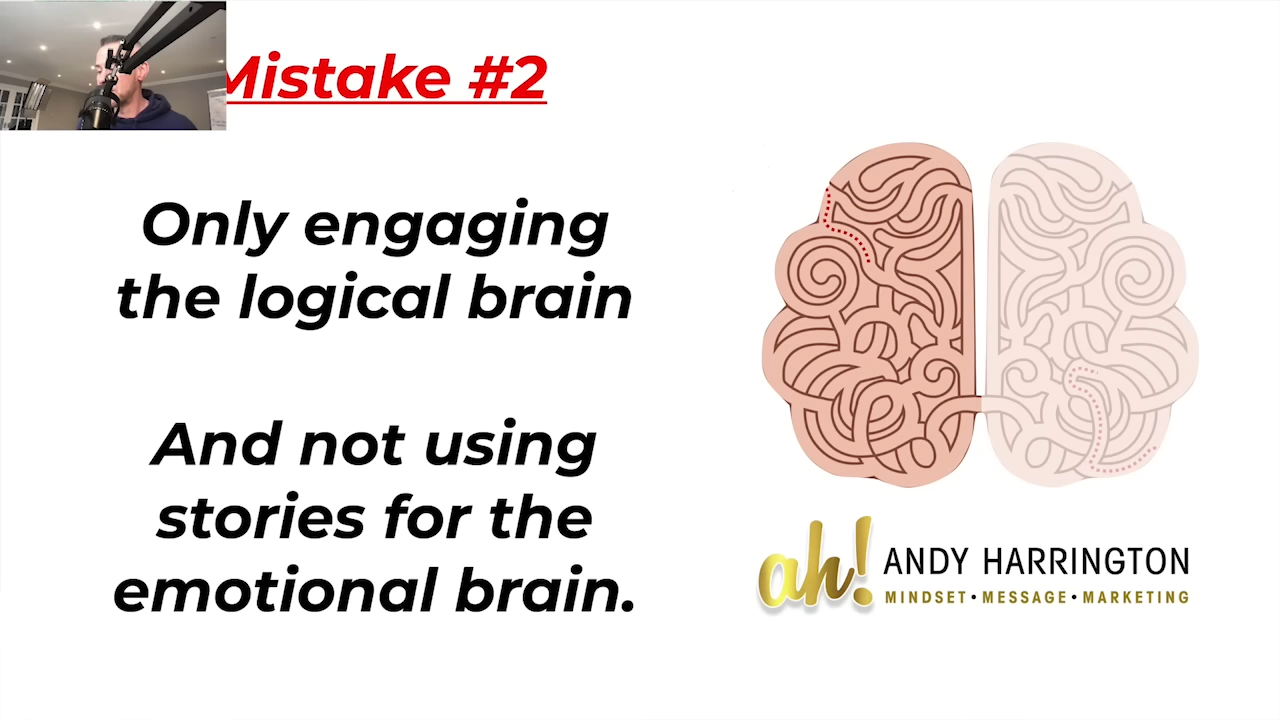 Mistake #2
Only engaging
the logical brain
And not using
stories for the
emotional brain.
ah! ANDY HARRINGTON
MINDSET • MESSAGE • MARKETING